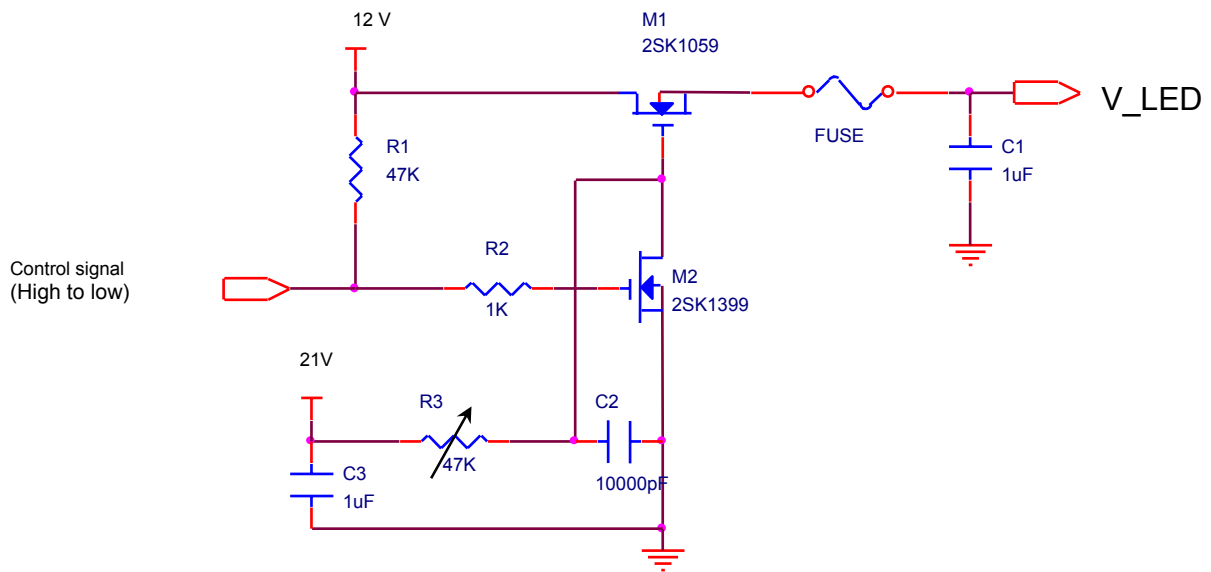 12 V
M1
2SK1059
V_LED
FUSE
R1
47K
C1
1uF
R2
1K
M2
2SK1399
Control signal
(High to low)
21V
R3
47K
C2
10000pF
C3
1uF